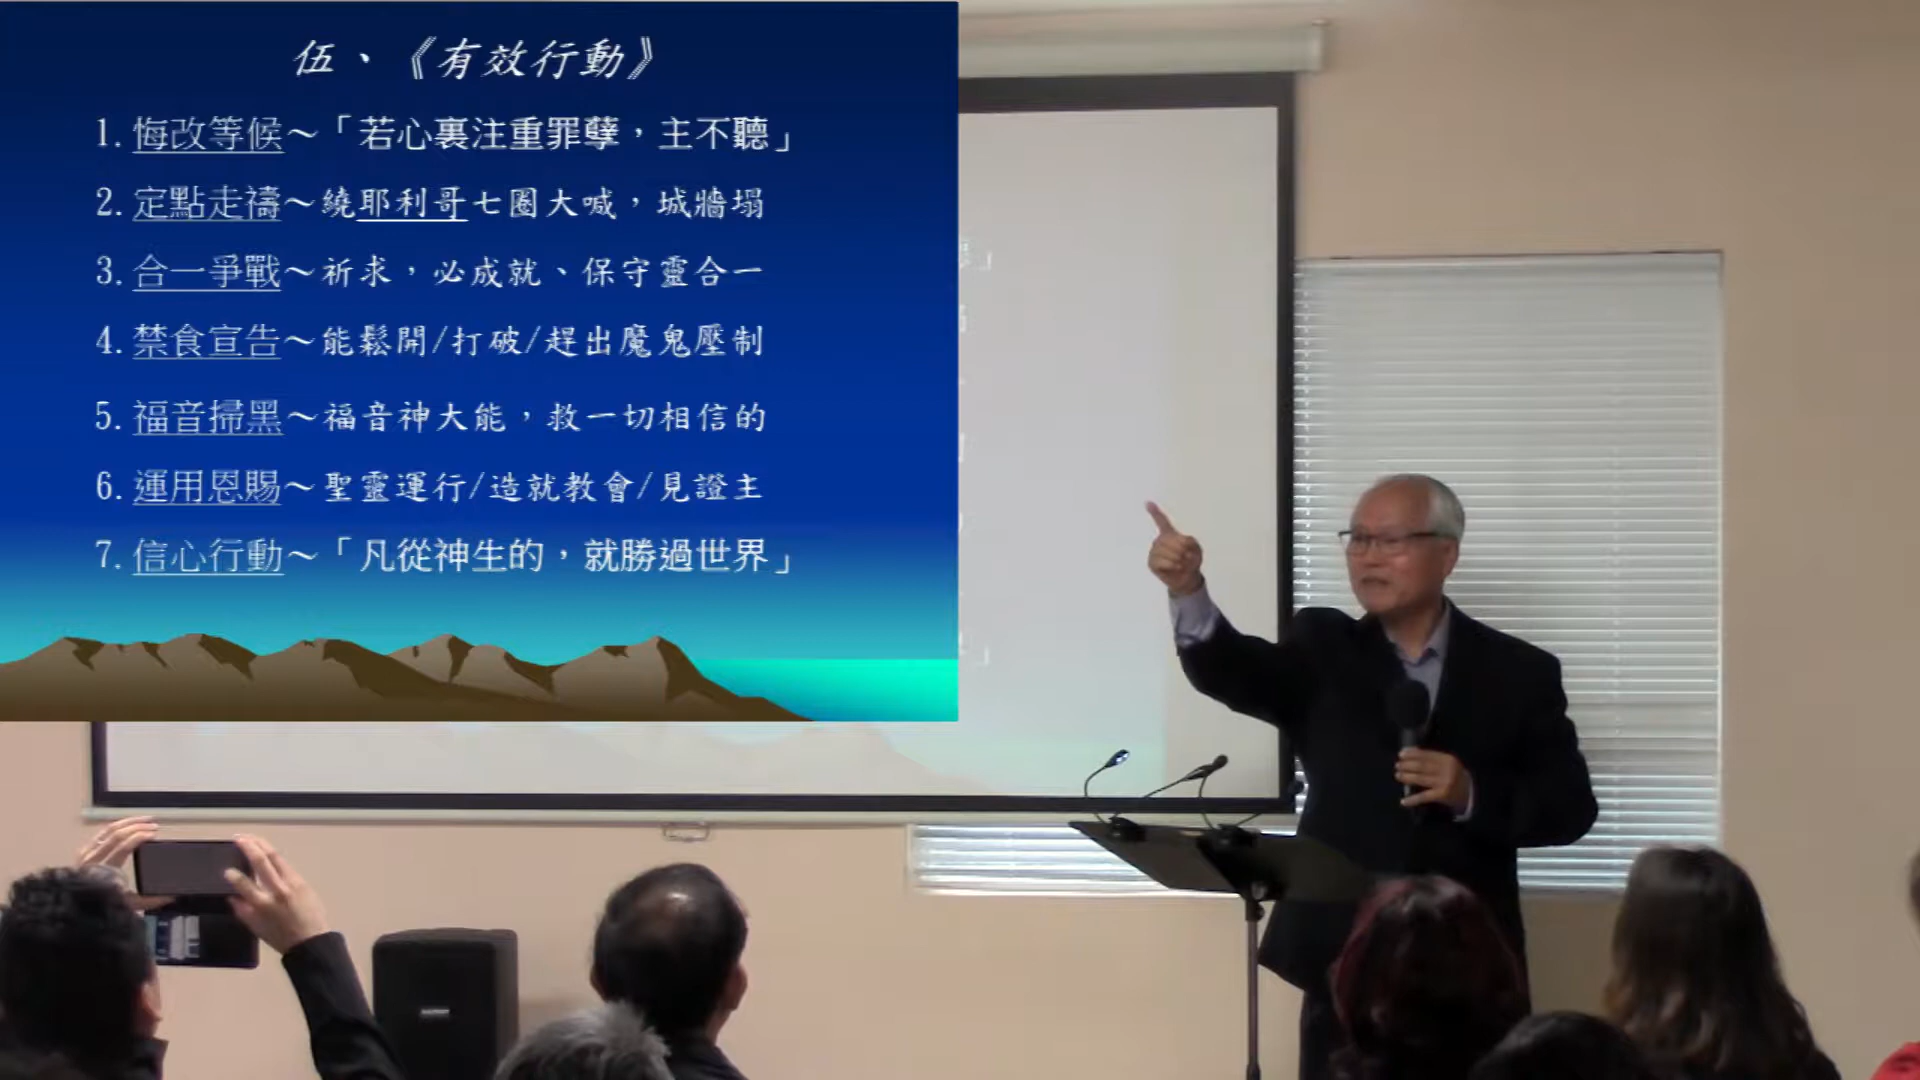 伍、《有效行動》
1. 悔改等候～「若心裏注重罪孽，主不聽」
2. 定點走禱～繞耶利哥七圈大喊，城牆塌
3. 合一爭戰～祈求，必成就、保守靈合一
4. 禁食宣告～能鬆開/打破/趕出魔鬼壓制
5. 福音掃黑～福音神大能，救一切相信的
6. 運用恩賜～聖靈運行/造就教會/見證主
7. 信心行動～「凡從神生的，就勝過世界」